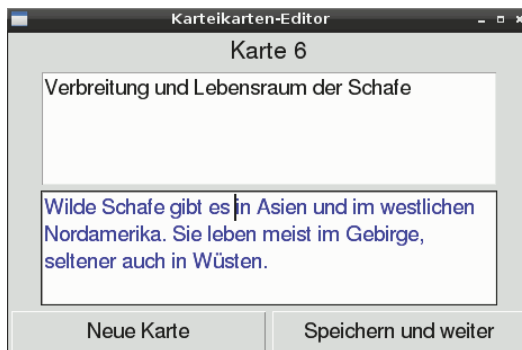 Karteikarten-Editor
Karte 6
Verbreitung und Lebensraum der Schafe
Wilde Schafe gibt es in Asien und im westlichen
Nordamerika. Sie leben meist im Gebirge,
seltener auch in Wüsten.
Neue Karte
Speichern und weiter